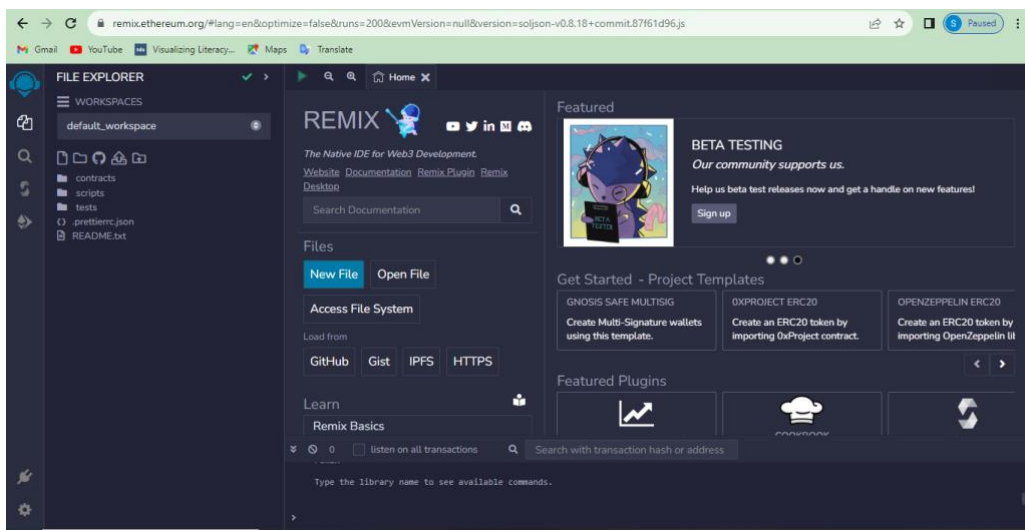 remix.ethereum.org/#lang=en&optimize=false&runs=200&evmVersion=null&version=soljson-v0.8.18+commit.87f61d96.js
S Paused
Gmail YouTube Visualizing Literacy... Maps Translate
FILE EXPLORER
WORKSPACES
default_workspace
contracts
scripts
tests
.prettierrc.json
README.txt
Home
REMIX
The Native IDE for Web3 Development.
Website Documentation Remix Plugin Remix
Desktop
Search Documentation
Files
New File Open File
Access File System
Load from
GitHub Gist IPFS HTTPS
Learn
Remix Basics
Featured
BETA
TESTER
BETA TESTING
Our community supports us.
Help us beta test releases now and get a handle on new features!
Sign up
Get Started - Project Templates
GNOSIS SAFE MULTISIG
Create Multi-Signature wallets
using this template.
0XPROJECT ERC20
Create an ERC20 token by
importing 0xProject contract.
OPENZEPPELIN ERC20
Create an ERC20 token by
importing OpenZeppelin lil
Featured Plugins
COOKBOOK
0 listen on all transactions Search with transaction hash or address
Type the library name to see available commands.
>